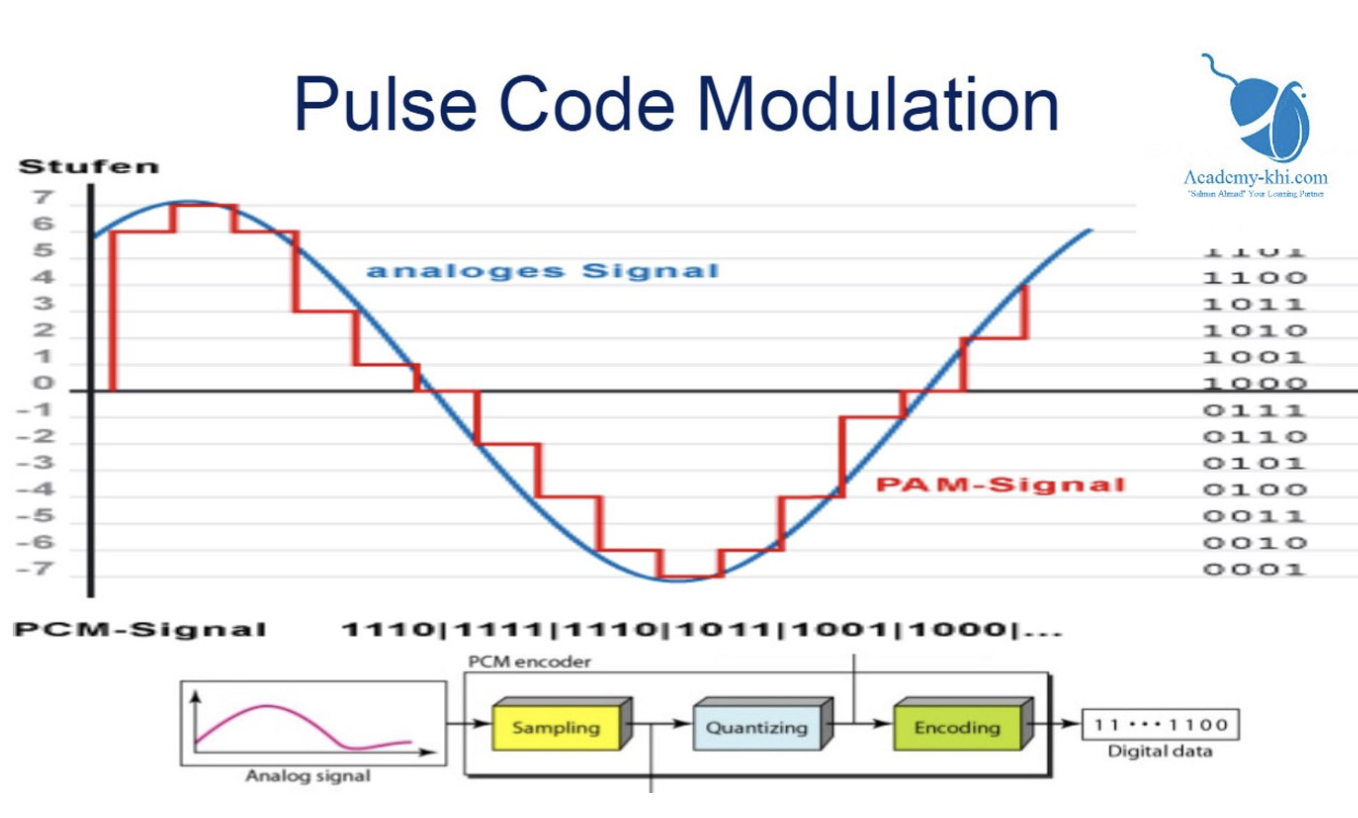 Pulse Code Modulation
Academy-khi.com
"Salman Ahmad" Your Learning Partner
Stufen
7
6
5
4
3
2
1
0
-1
-2
-3
-4
-5
-6
-7
analoges Signal
PAM-Signal
1101
1100
1011
1010
1001
1000
0111
0110
0101
0100
0011
0010
0001
PCM-Signal 1110|1111|1110|1011|1001|1000|...
PCM encoder
Sampling
Quantizing
Encoding
11 ••• 1100
Digital data
Analog signal